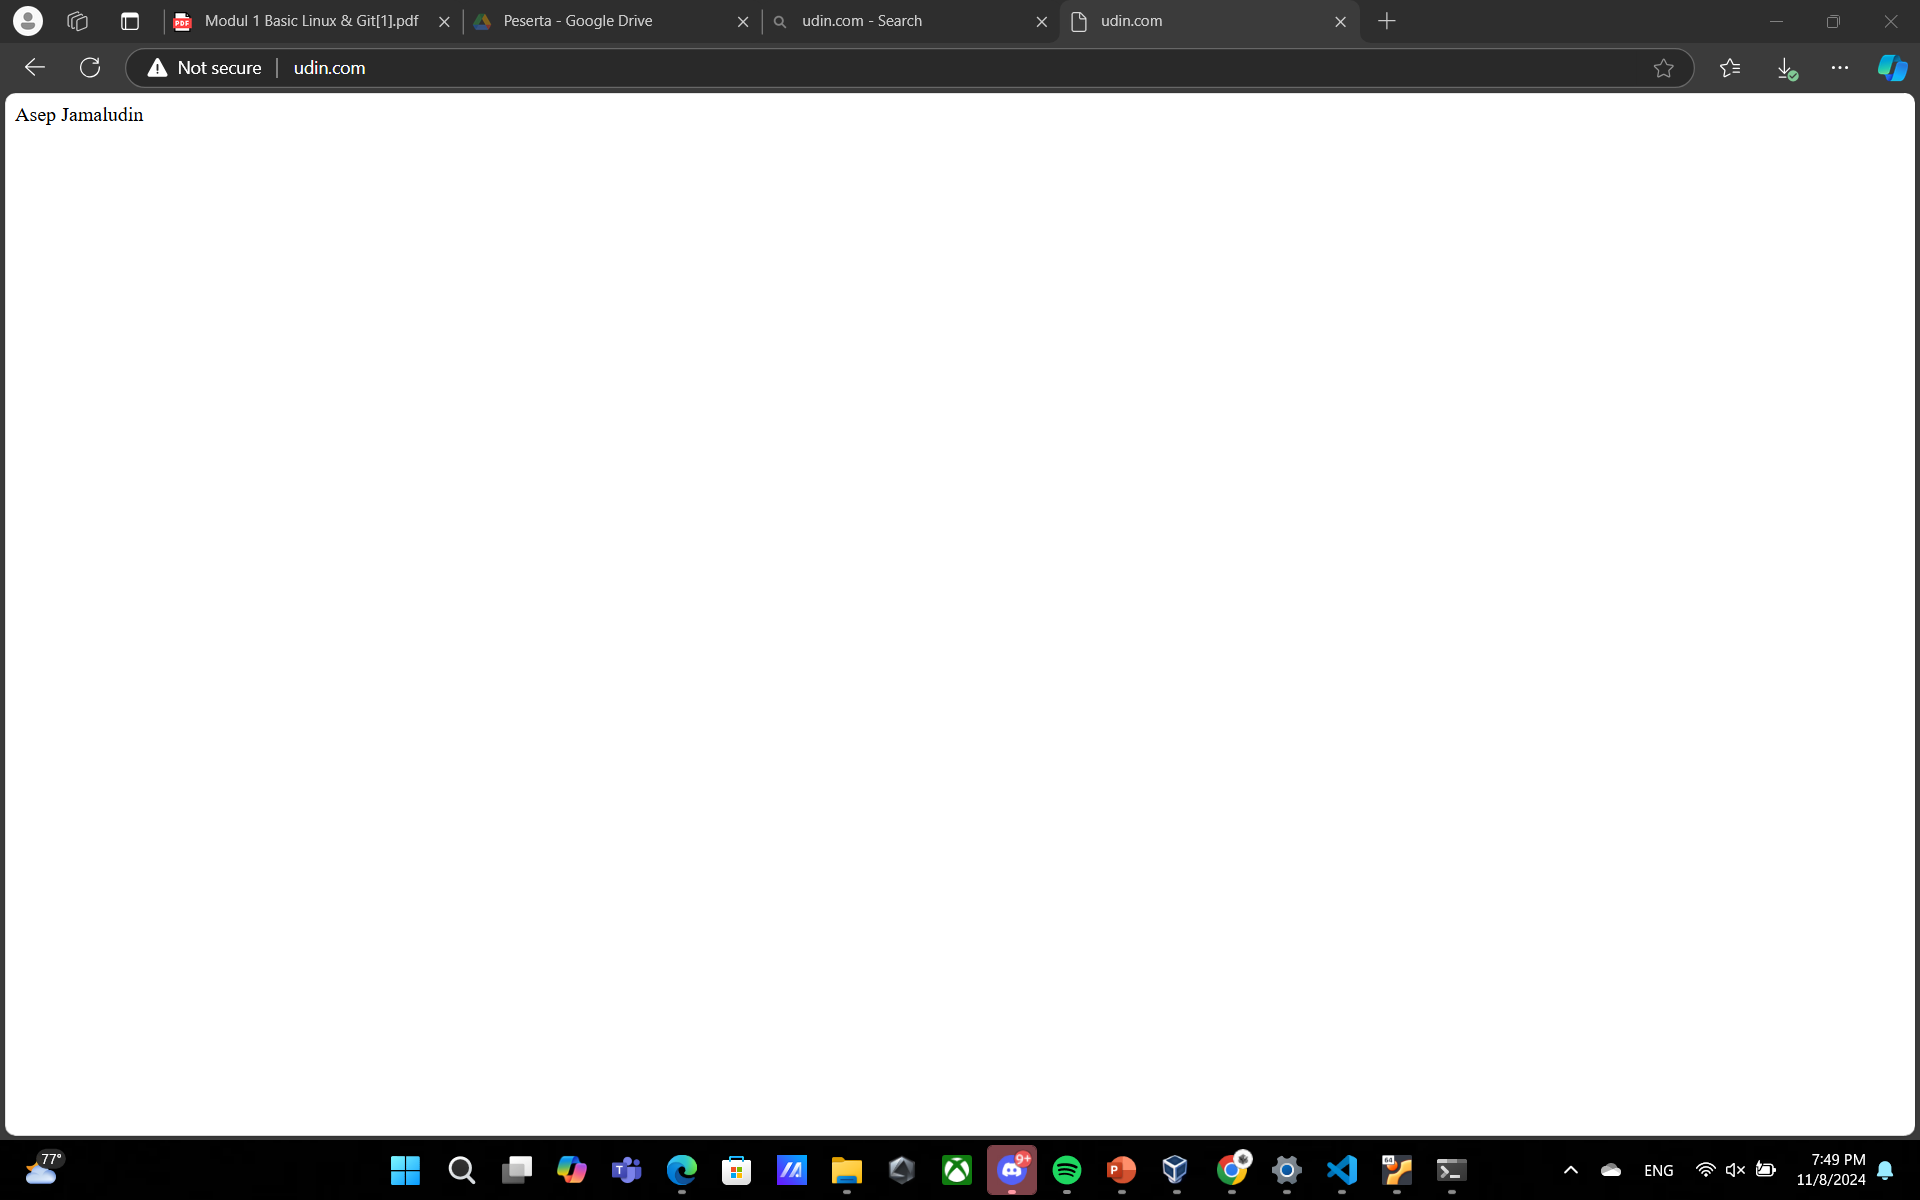 Modul 1 Basic Linux & Git[1].pdf
Peserta - Google Drive
udin.com - Search
udin.com
Not secure
udin.com
Asep Jamaludin
77°
9+
ENG
7:49 PM
11/8/2024